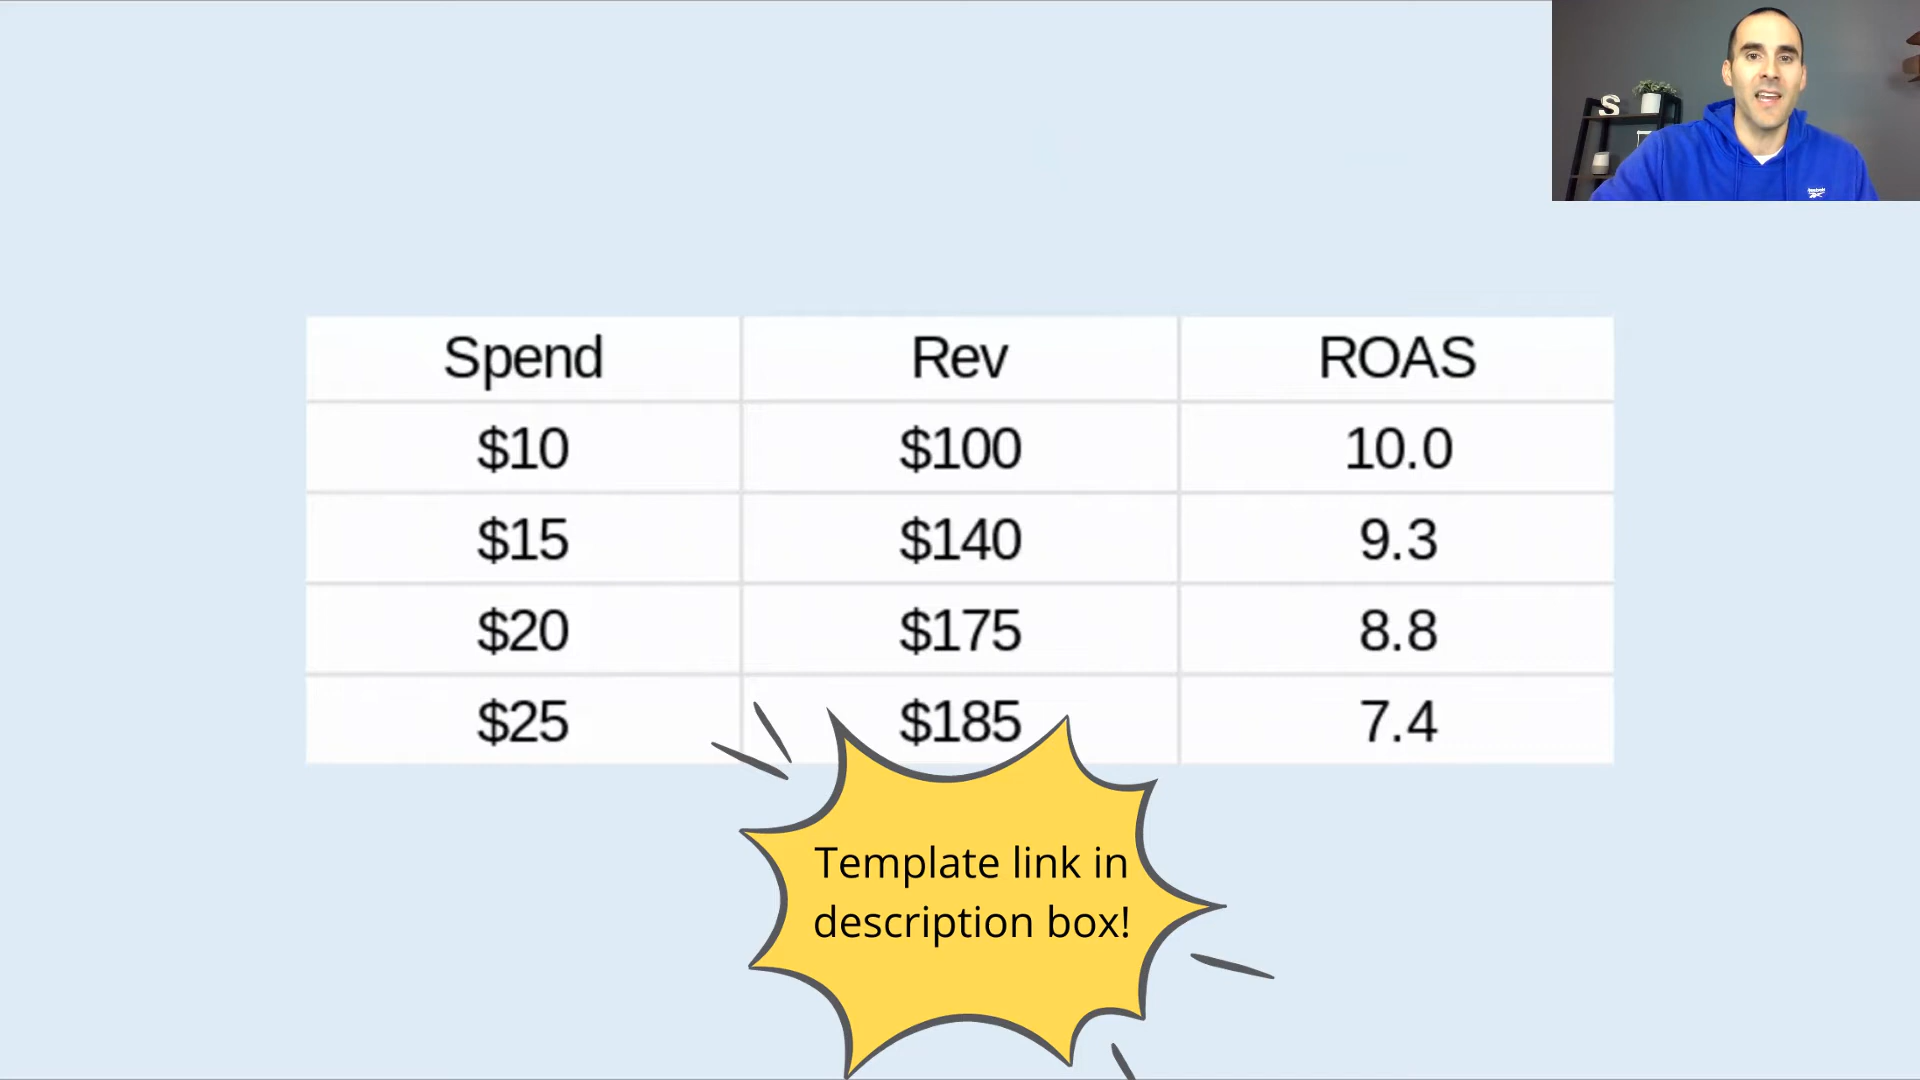 S
Reebok
Spend Rev ROAS
$10 $100 10.0
$15 $140 9.3
$20 $175 8.8
$25 $185 7.4
Template link in
description box!